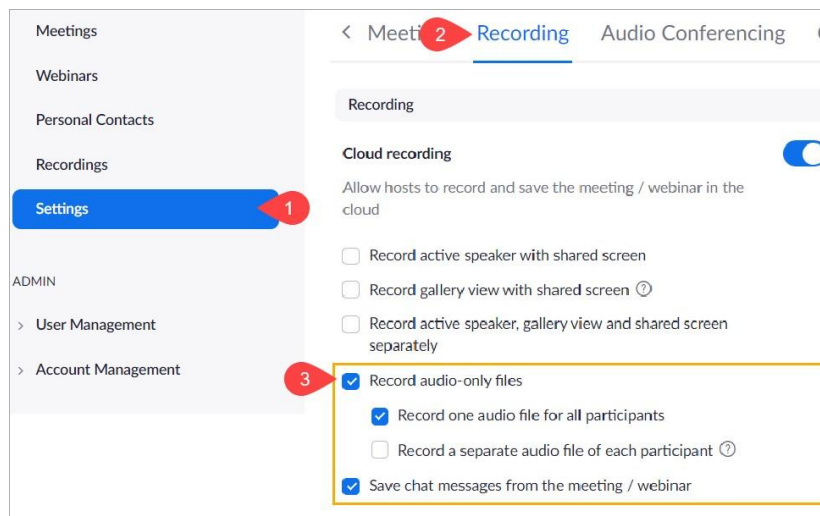 Meetings
Webinars
Personal Contacts
Recordings
Settings
1
ADMIN
User Management
Account Management
2
Recording
Audio Conferencing
Recording
Cloud recording
Allow hosts to record and save the meeting / webinar in the
cloud
Record active speaker with shared screen
Record gallery view with shared screen ?
Record active speaker, gallery view and shared screen
separately
3
Record audio-only files
Record one audio file for all participants
Record a separate audio file of each participant ?
Save chat messages from the meeting / webinar